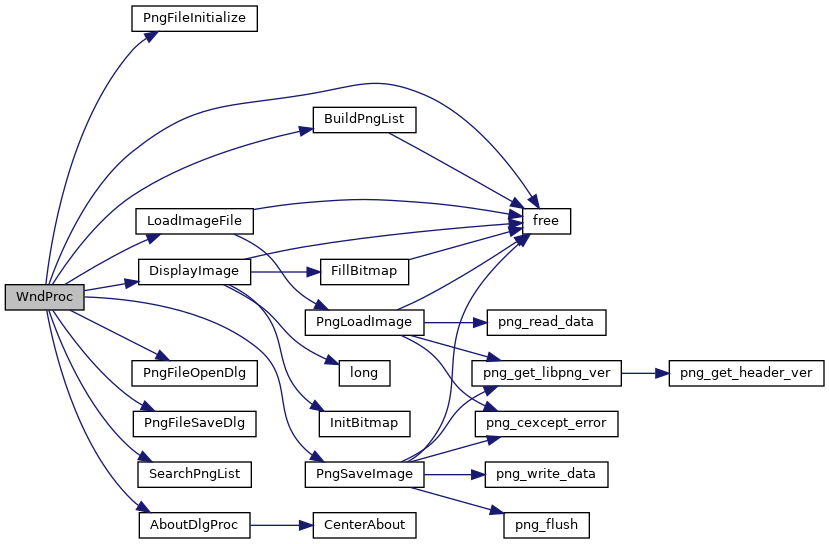 PngFileInitialize
BuildPngList
LoadImageFile
free
DisplayImage
FillBitmap
WndProc
PngLoadImage
png_read_data
PngFileOpenDlg
long
png_get_libpng_ver
png_get_header_ver
PngFileSaveDlg
InitBitmap
png_cexcept_error
SearchPngList
PngSaveImage
png_write_data
AboutDlgProc
CenterAbout
png_flush